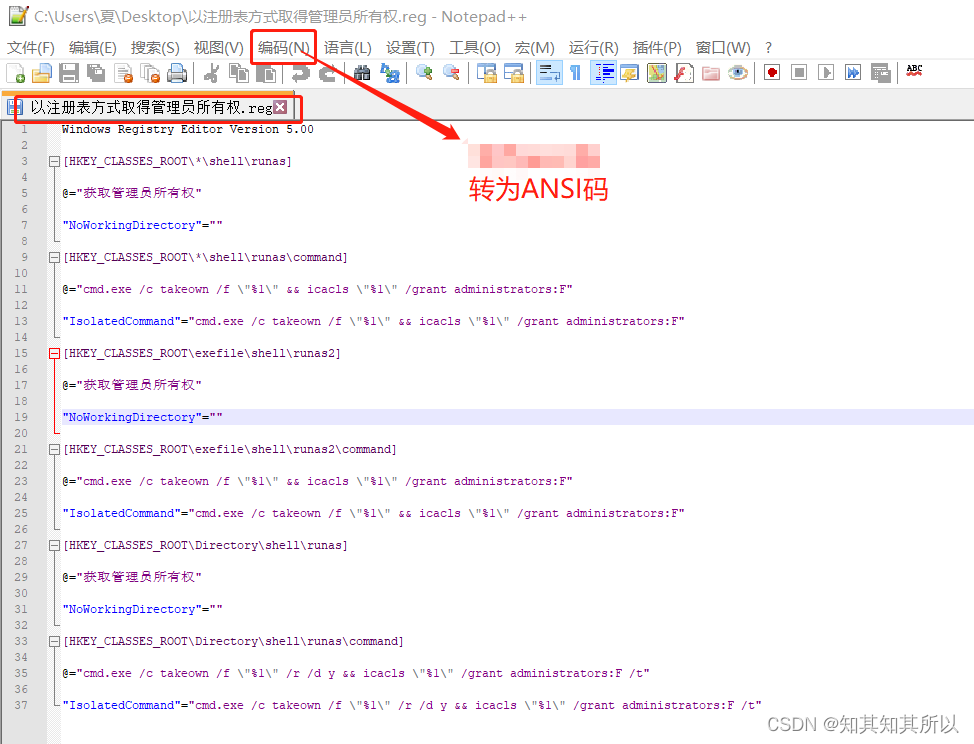 C:\Users\夏\Desktop\以注册表方式取得管理员所有权.reg - Notepad++
文件(F) 编辑(E) 搜索(S) 视图(V) 编码(N) 语言(L) 设置(T) 工具(O) 宏(M) 运行(R) 插件(P) 窗口(W) ?
ABC
以注册表方式取得管理员所有权.reg
1 Windows Registry Editor Version 5.00
2
3 [HKEY_CLASSES_ROOT\*\shell\runas]
转为ANSI码
4
5 @="获取管理员所有权"
6
7 "NoWorkingDirectory"=""
8
9 [HKEY_CLASSES_ROOT\*\shell\runas\command]
10
11 @="cmd.exe /c takeown /f \"%1\" && icacls \"%1\" /grant administrators:F"
12
13 "IsolatedCommand"="cmd.exe /c takeown /f \"%1\" && icacls \"%1\" /grant administrators:F"
14
15 [HKEY_CLASSES_ROOT\exefile\shell\runas2]
16
17 @="获取管理员所有权"
18
19 "NoWorkingDirectory"=""
20
21 [HKEY_CLASSES_ROOT\exefile\shell\runas2\command]
22
23 @="cmd.exe /c takeown /f \"%1\" && icacls \"%1\" /grant administrators:F"
24
25 "IsolatedCommand"="cmd.exe /c takeown /f \"%1\" && icacls \"%1\" /grant administrators:F"
26
27 [HKEY_CLASSES_ROOT\Directory\shell\runas]
28
29 @="获取管理员所有权"
30
31 "NoWorkingDirectory"=""
32
33 [HKEY_CLASSES_ROOT\Directory\shell\runas\command]
34
35 @="cmd.exe /c takeown /f \"%1\" /r /d y && icacls \"%1\" /grant administrators:F /t"
36
37 "IsolatedCommand"="cmd.exe /c takeown /f \"%1\" /r /d y && icacls \"%1\" /grant administrators:F /t"
CSDN @知其知其所以